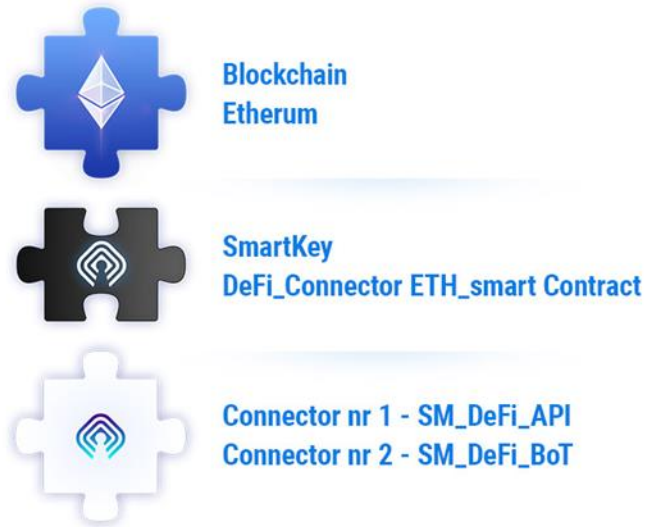 Blockchain
Etherum
SmartKey
DeFi_Connector ETH_smart Contract
Connector nr 1 - SM_DeFi_API
Connector nr 2 - SM_DeFi_BoT